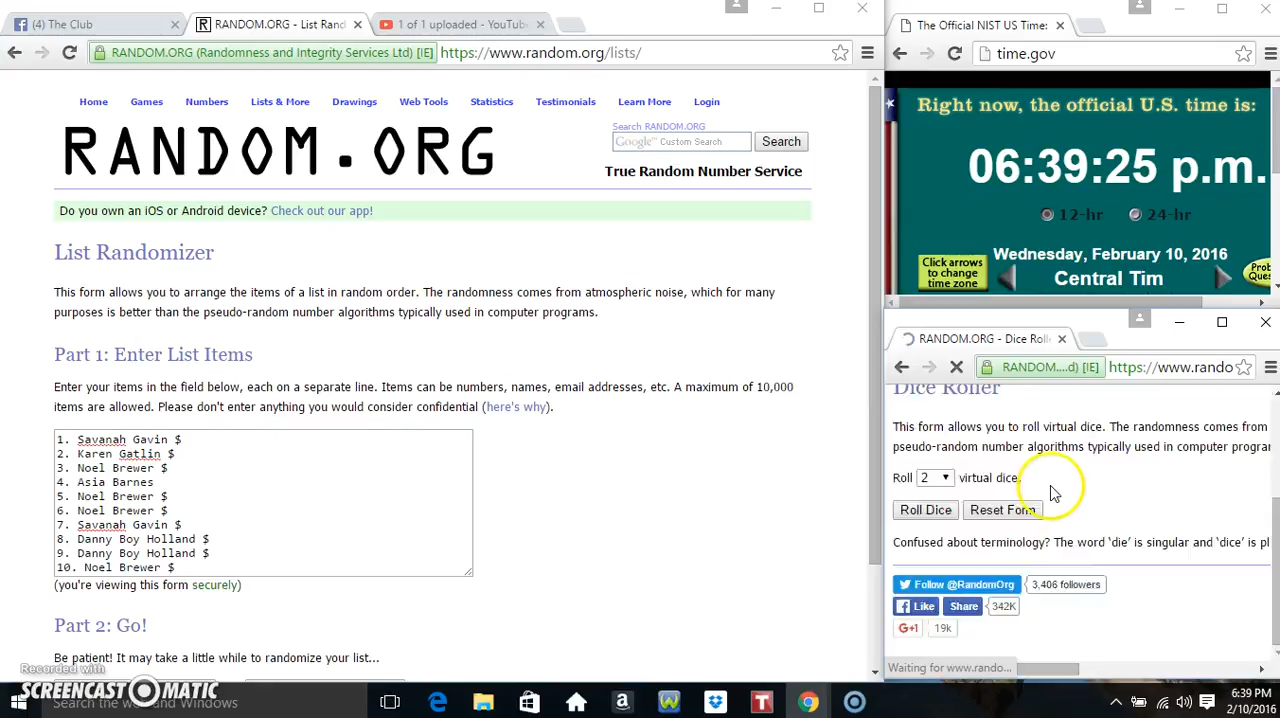 (4) The Club
RANDOM.ORG - List Rand
1 of 1 uploaded - YouTube
RANDOM.ORG (Randomness and Integrity Services Ltd) [IE]
https://www.random.org/lists/
Home Games Numbers Lists & More Drawings Web Tools Statistics Testimonials Learn More Login
RANDOM.ORG
Search RANDOM.ORG
Google™ Custom Search
Search
True Random Number Service
Do you own an iOS or Android device? Check out our app!
List Randomizer
This form allows you to arrange the items of a list in random order. The randomness comes from atmospheric noise, which for many
purposes is better than the pseudo-random number algorithms typically used in computer programs.
Part 1: Enter List Items
Enter your items in the field below, each on a separate line. Items can be numbers, names, email addresses, etc. A maximum of 10,000
items are allowed. Please don't enter anything you would consider confidential (here's why).
1. Savanah Gavin $
2. Karen Gatlin $
3. Noel Brewer $
4. Asia Barnes
5. Noel Brewer $
6. Noel Brewer $
7. Savanah Gavin $
8. Danny Boy Holland $
9. Danny Boy Holland $
10. Noel Brewer $
(you're viewing this form securely)
Part 2: Go!
Be patient! It may take a little while to randomize your list...
The Official NIST US Time:
time.gov
Right now, the official U.S. time is:
06:39:25 p.m.
12-hr 24-hr
Wednesday, February 10, 2016
Click arrows
to change
time zone
Central Tim
Prob
Ques
RANDOM.ORG - Dice Roll
RANDOM....d) [IE]
https://www.rando
Dice Roller
This form allows you to roll virtual dice. The randomness comes from
pseudo-random number algorithms typically used in computer program
Roll 2 virtual dice.
Roll Dice
Reset Form
Confused about terminology? The word ‘die’ is singular and ‘dice’ is pl
Follow @RandomOrg
3,406 followers
Like
Share
342K
G+1
19k
Waiting for www.rando...
Recorded with
SCREENCAST-O-MATIC
Search the web and Windows
6:39 PM
2/10/2016